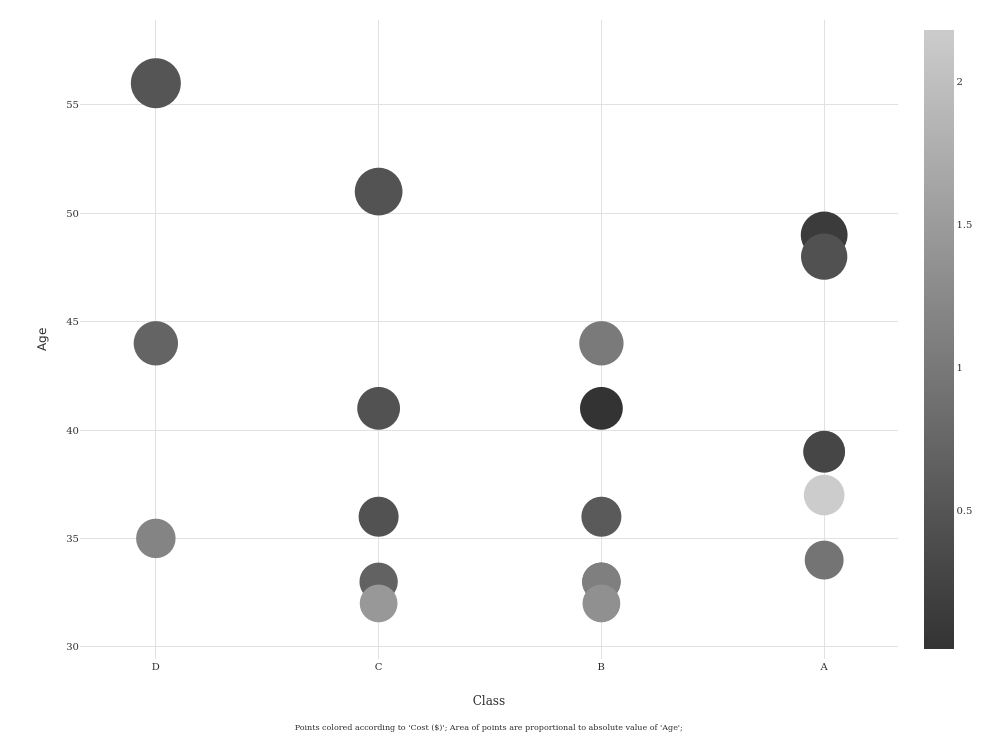 55
50
45
40
35
30
Age
D
C
B
A
Class
2
1.5
1
0.5
Points colored according to 'Cost ($)'; Area of points are proportional to absolute value of 'Age';